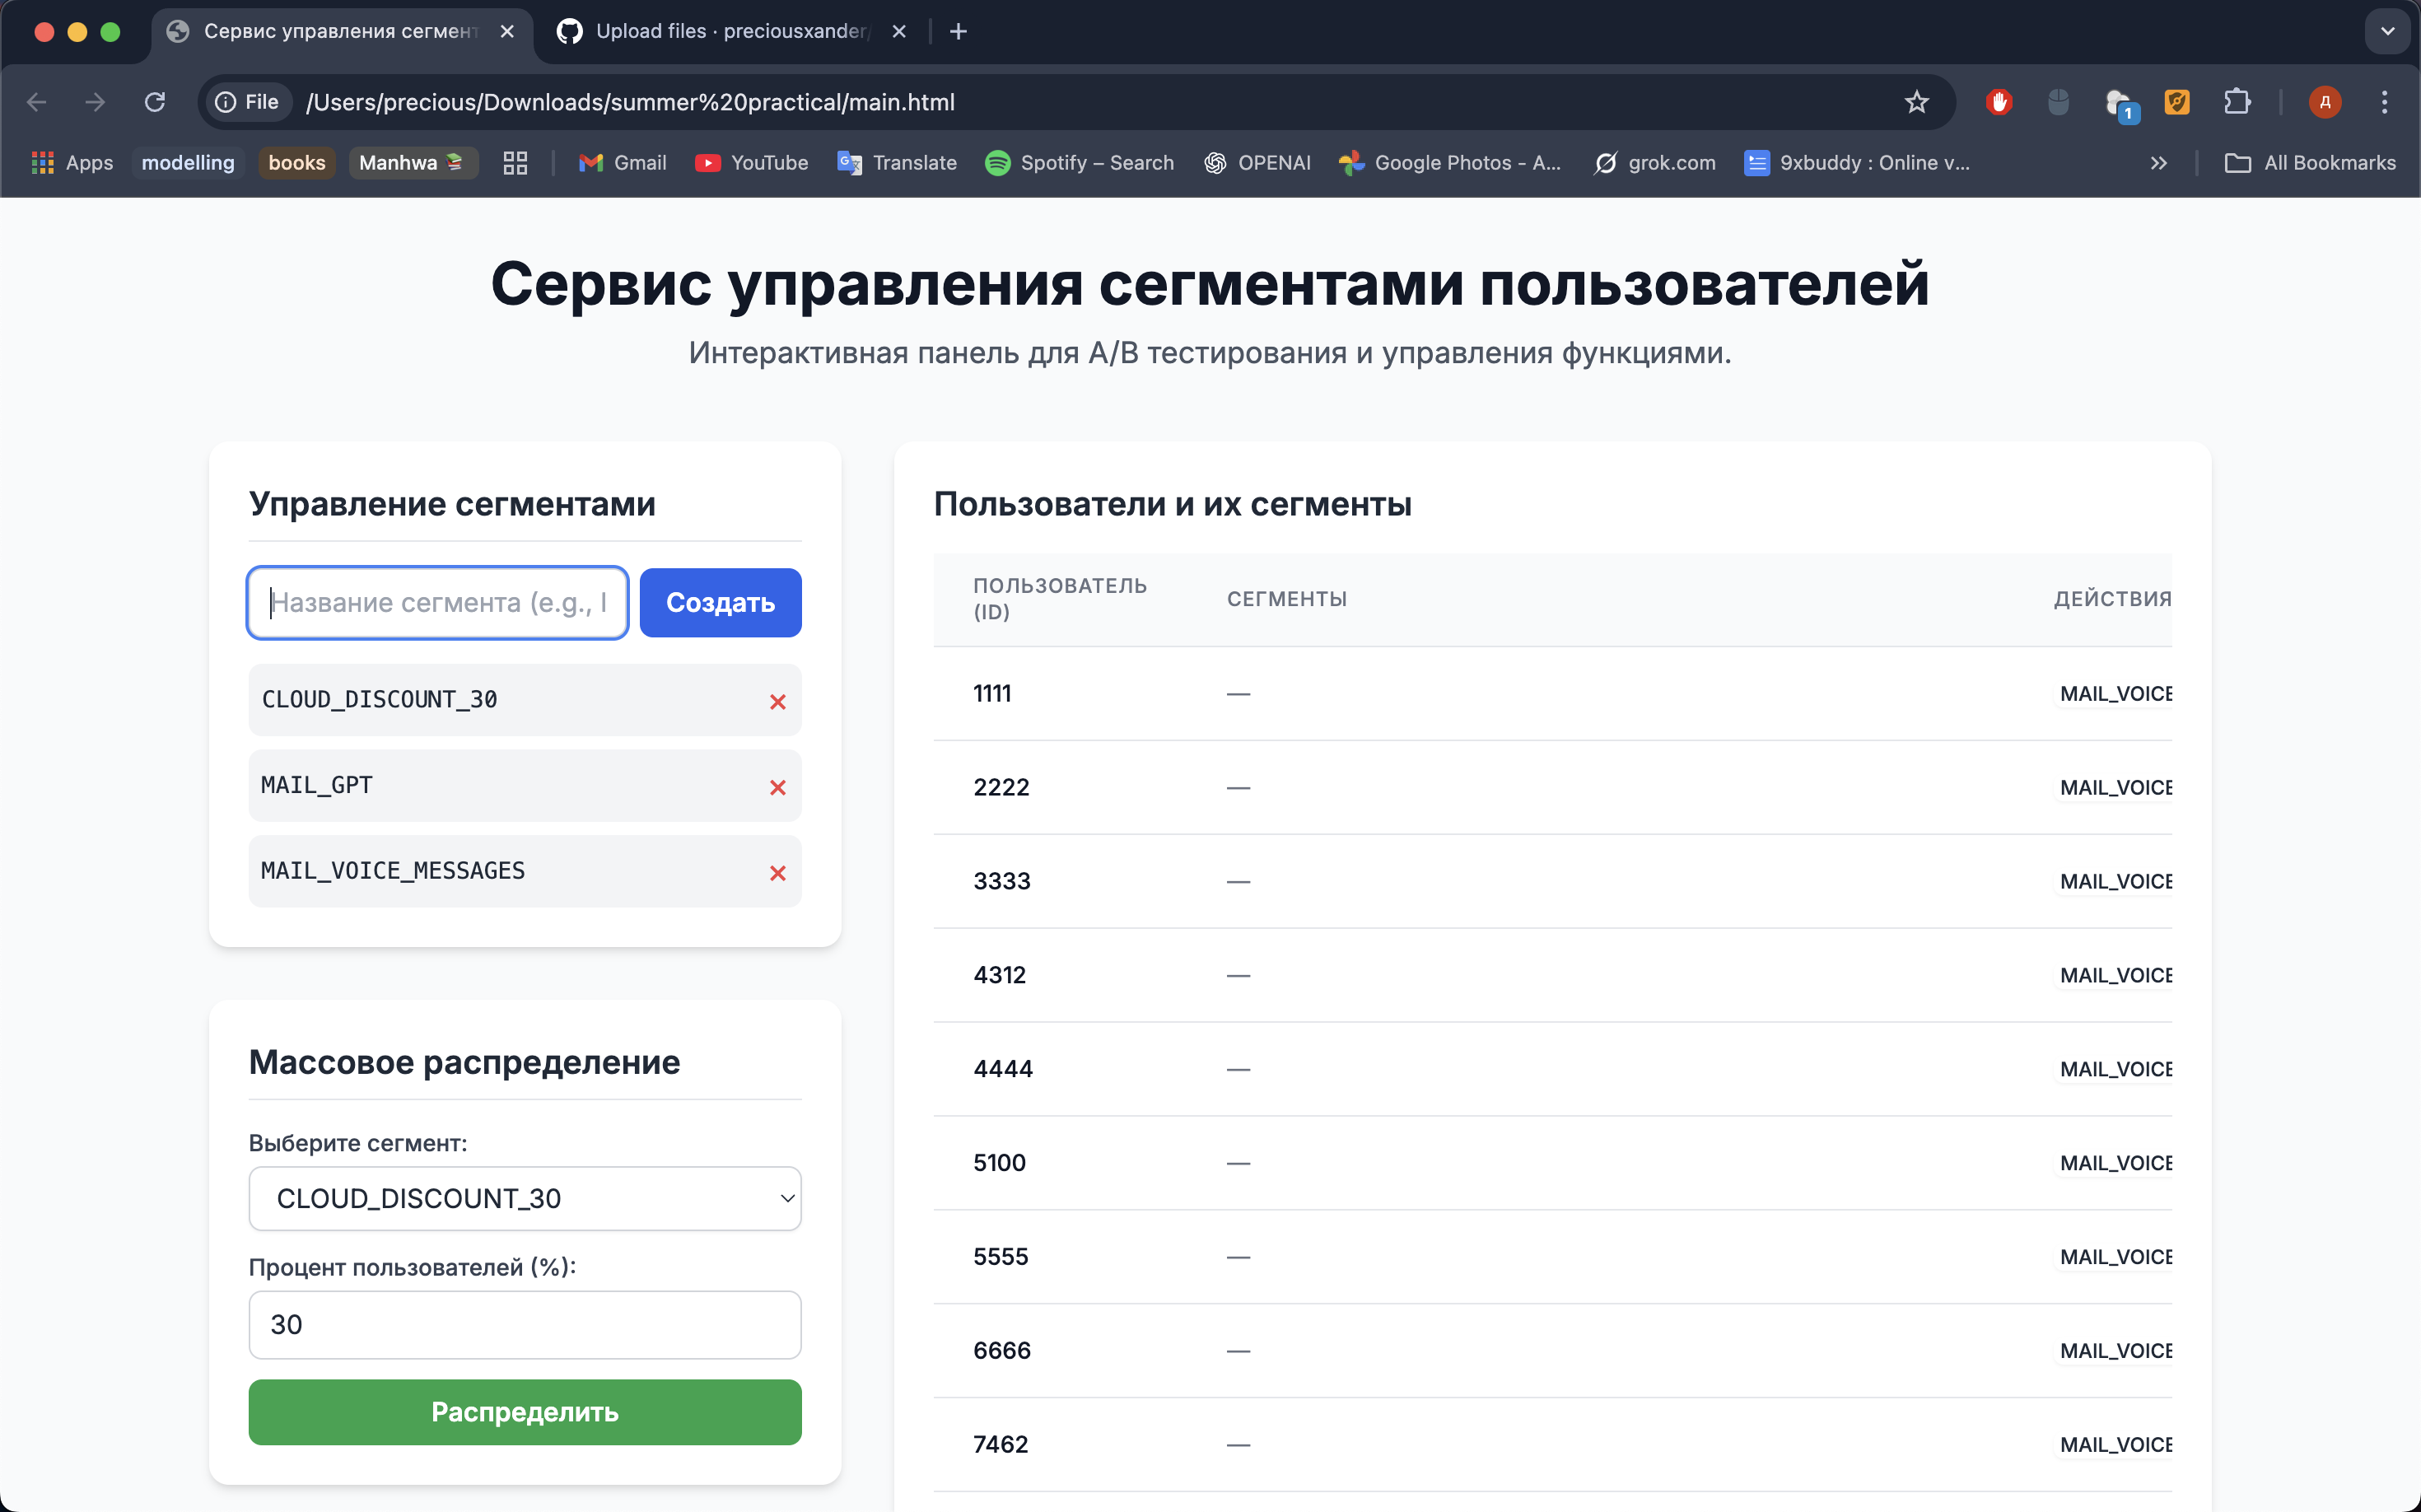 Сервис управления сегмент
Upload files · preciousxander/
File
/Users/precious/Downloads/summer%20practical/main.html
1
Д
Apps
modelling
books
Manhwa
Gmail
YouTube
Translate
Spotify – Search
OPENAI
Google Photos - A...
grok.com
9xbuddy : Online v...
All Bookmarks
Сервис управления сегментами пользователей
Интерактивная панель для A/B тестирования и управления функциями.
Управление сегментами
Название сегмента (e.g., I
Создать
CLOUD_DISCOUNT_30
MAIL_GPT
MAIL_VOICE_MESSAGES
Массовое распределение
Выберите сегмент:
CLOUD_DISCOUNT_30
Процент пользователей (%):
30
Распределить
Пользователи и их сегменты
ПОЛЬЗОВАТЕЛЬ
(ID)
СЕГМЕНТЫ
ДЕЙСТВИЯ
1111 — MAIL_VOICE
2222 — MAIL_VOICE
3333 — MAIL_VOICE
4312 — MAIL_VOICE
4444 — MAIL_VOICE
5100 — MAIL_VOICE
5555 — MAIL_VOICE
6666 — MAIL_VOICE
7462 — MAIL_VOICE